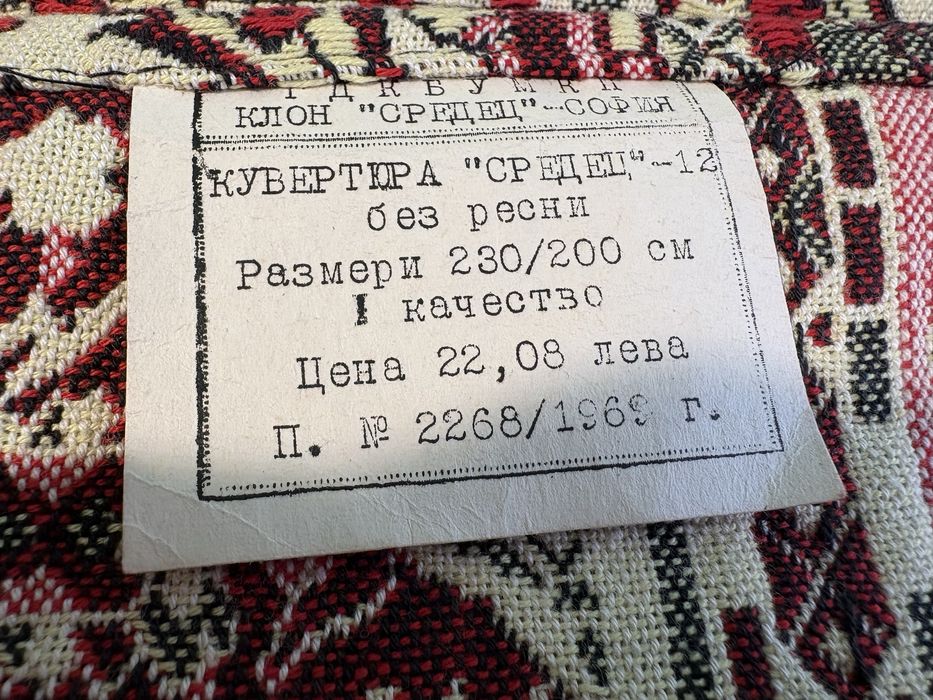 КЛОН "СРЕДЕЦ"-СОФИЯ
КУВЕРТЮРА "СРЕДЕЦ"-12
без ресни
Размери 230/200 см
I качество
Цена 22,08 лева
П. № 2268/1969 г.